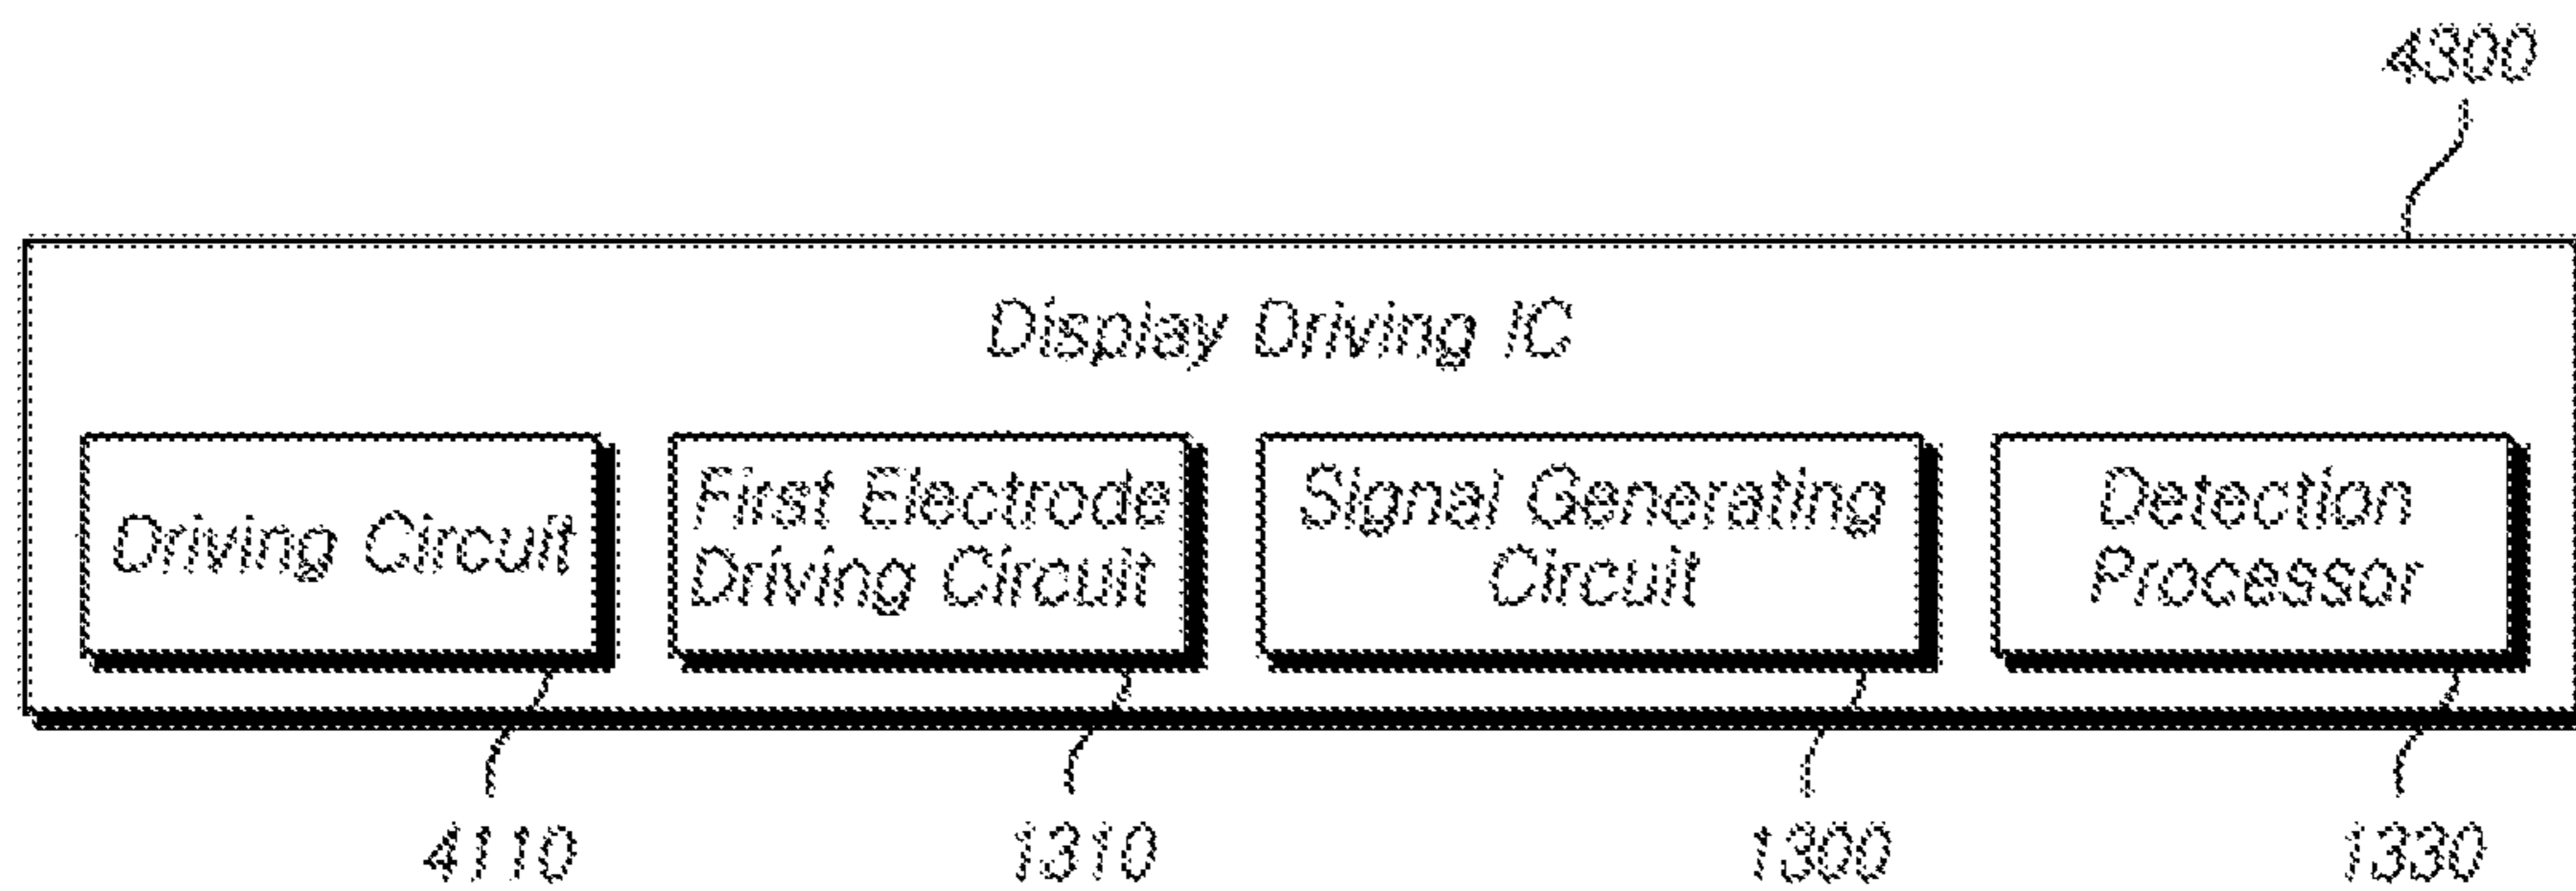 4300
Display Driving IC
Driving Circuit
First Electrode
Driving Circuit
Signal Generating
Circuit
Detection
Processor
4110
1310
1300
1330